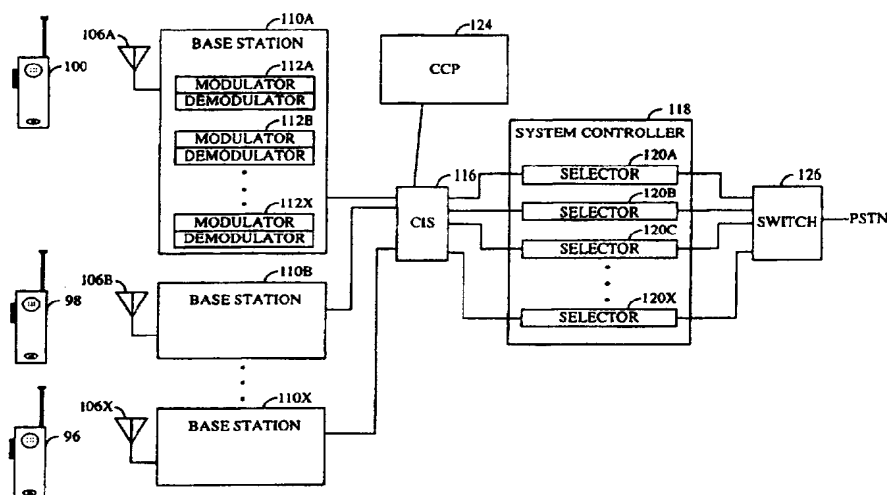 110A
106A
BASE STATION
124
CCP
100
112A
MODULATOR
DEMODULATOR
112B
MODULATOR
DEMODULATOR
112X
MODULATOR
DEMODULATOR
118
SYSTEM CONTROLLER
120A
SELECTOR
116
CIS
120B
SELECTOR
120C
SELECTOR
120X
SELECTOR
126
SWITCH
PSTN
110B
106B
BASE STATION
98
110X
106X
BASE STATION
96